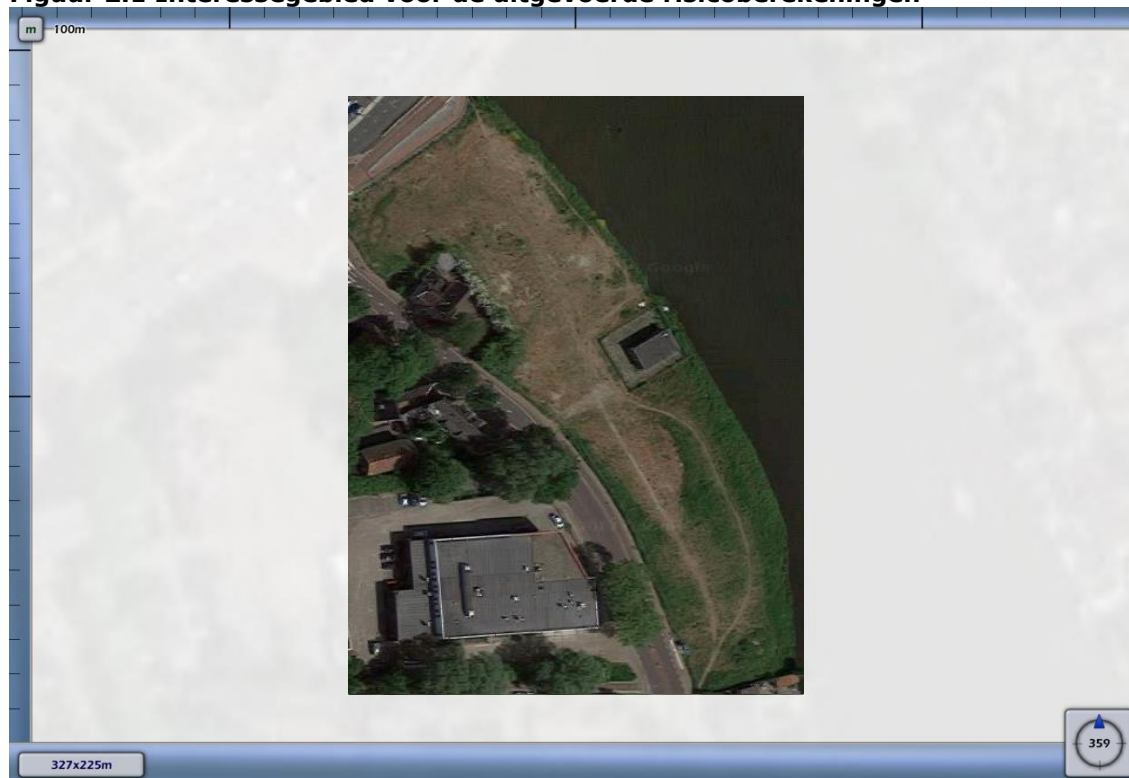 Figuur 2.1 Interessegebied voor de uitgevoerde risicoberekeningen
m 100m
Google
359
327x225m